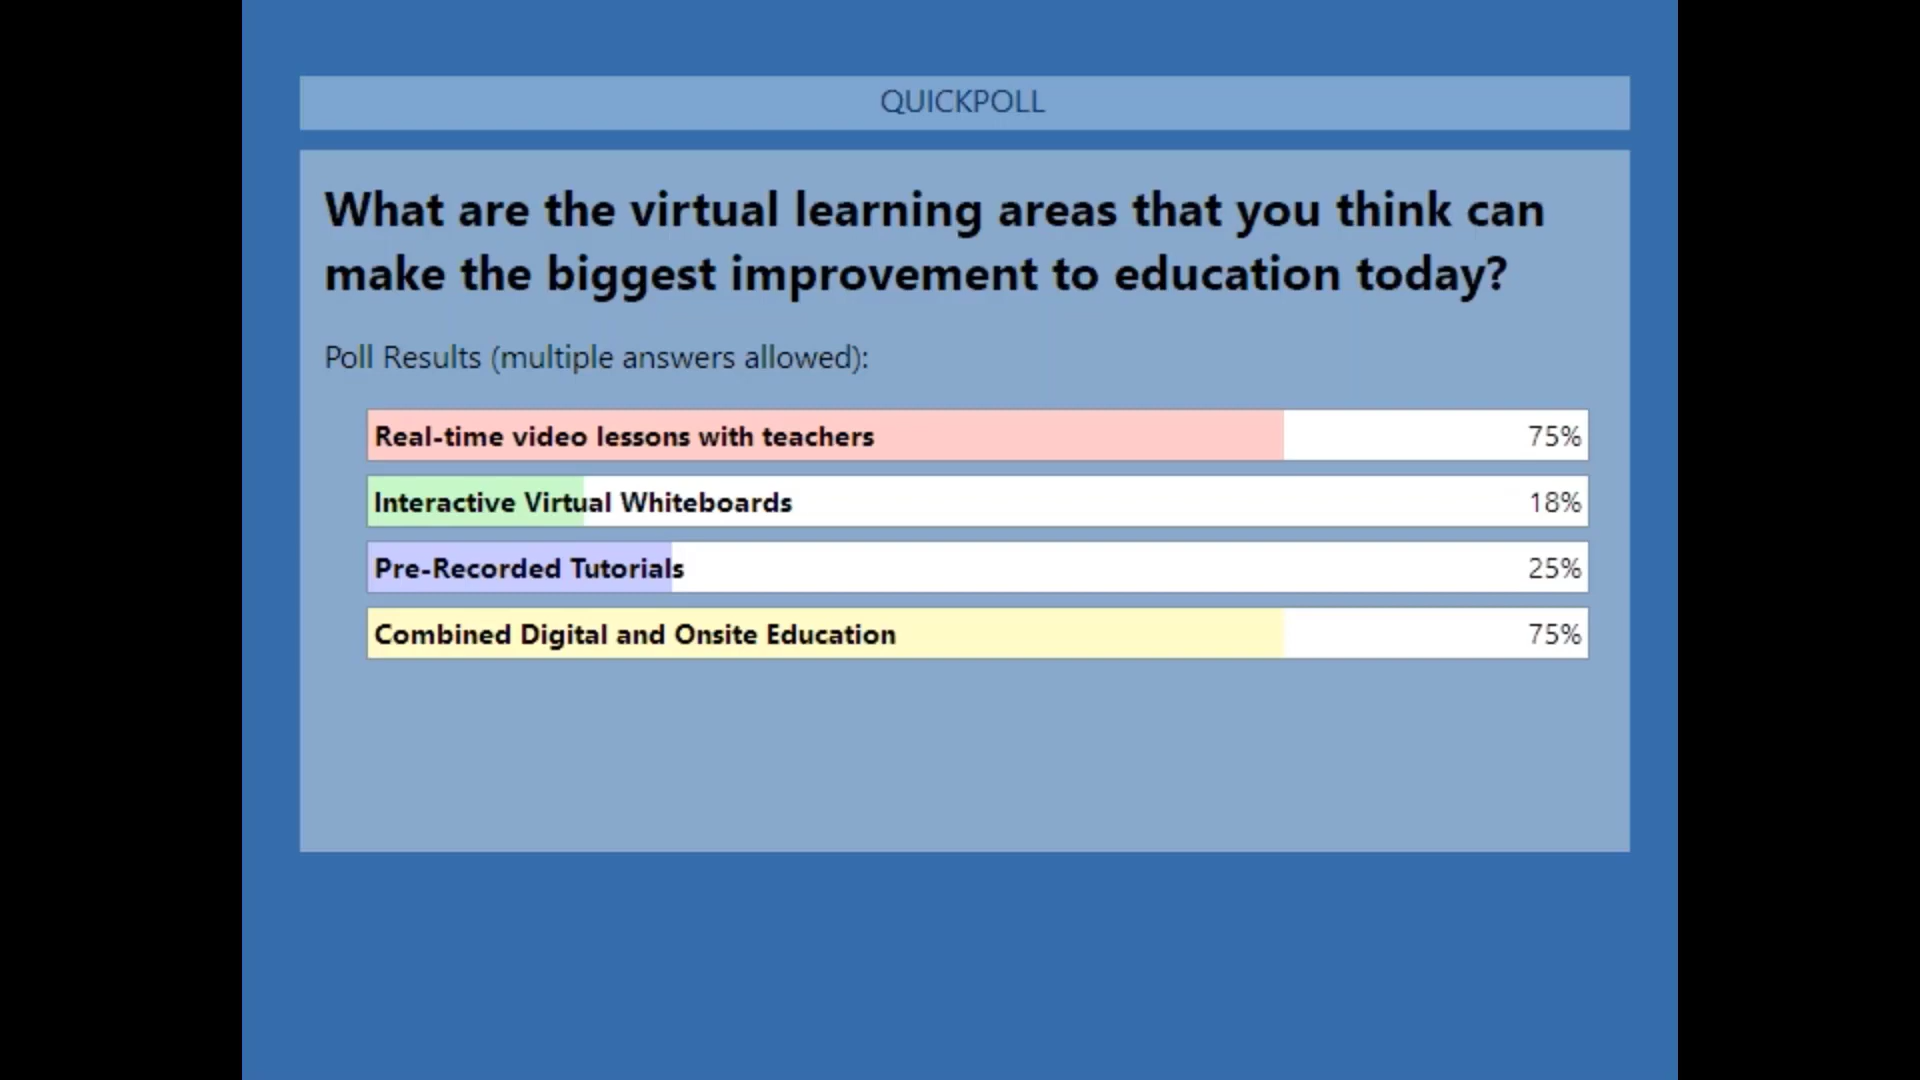 QUICKPOLL
What are the virtual learning areas that you think can
make the biggest improvement to education today?
Poll Results (multiple answers allowed):
Real-time video lessons with teachers 75%
Interactive Virtual Whiteboards 18%
Pre-Recorded Tutorials 25%
Combined Digital and Onsite Education 75%